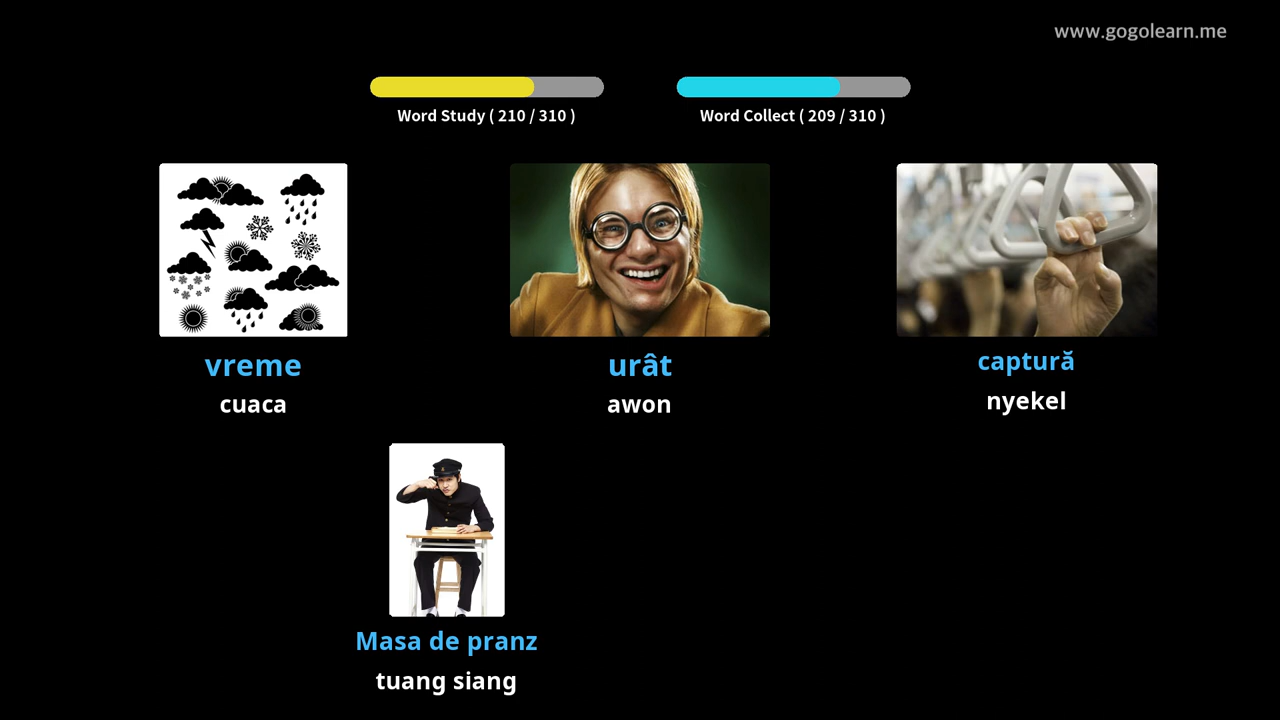 www.gogolearn.me
Word Study ( 210 / 310 )
Word Collect ( 209 / 310 )
vreme
cuaca
urât
awon
captură
nyekel
Masa de pranz
tuang siang